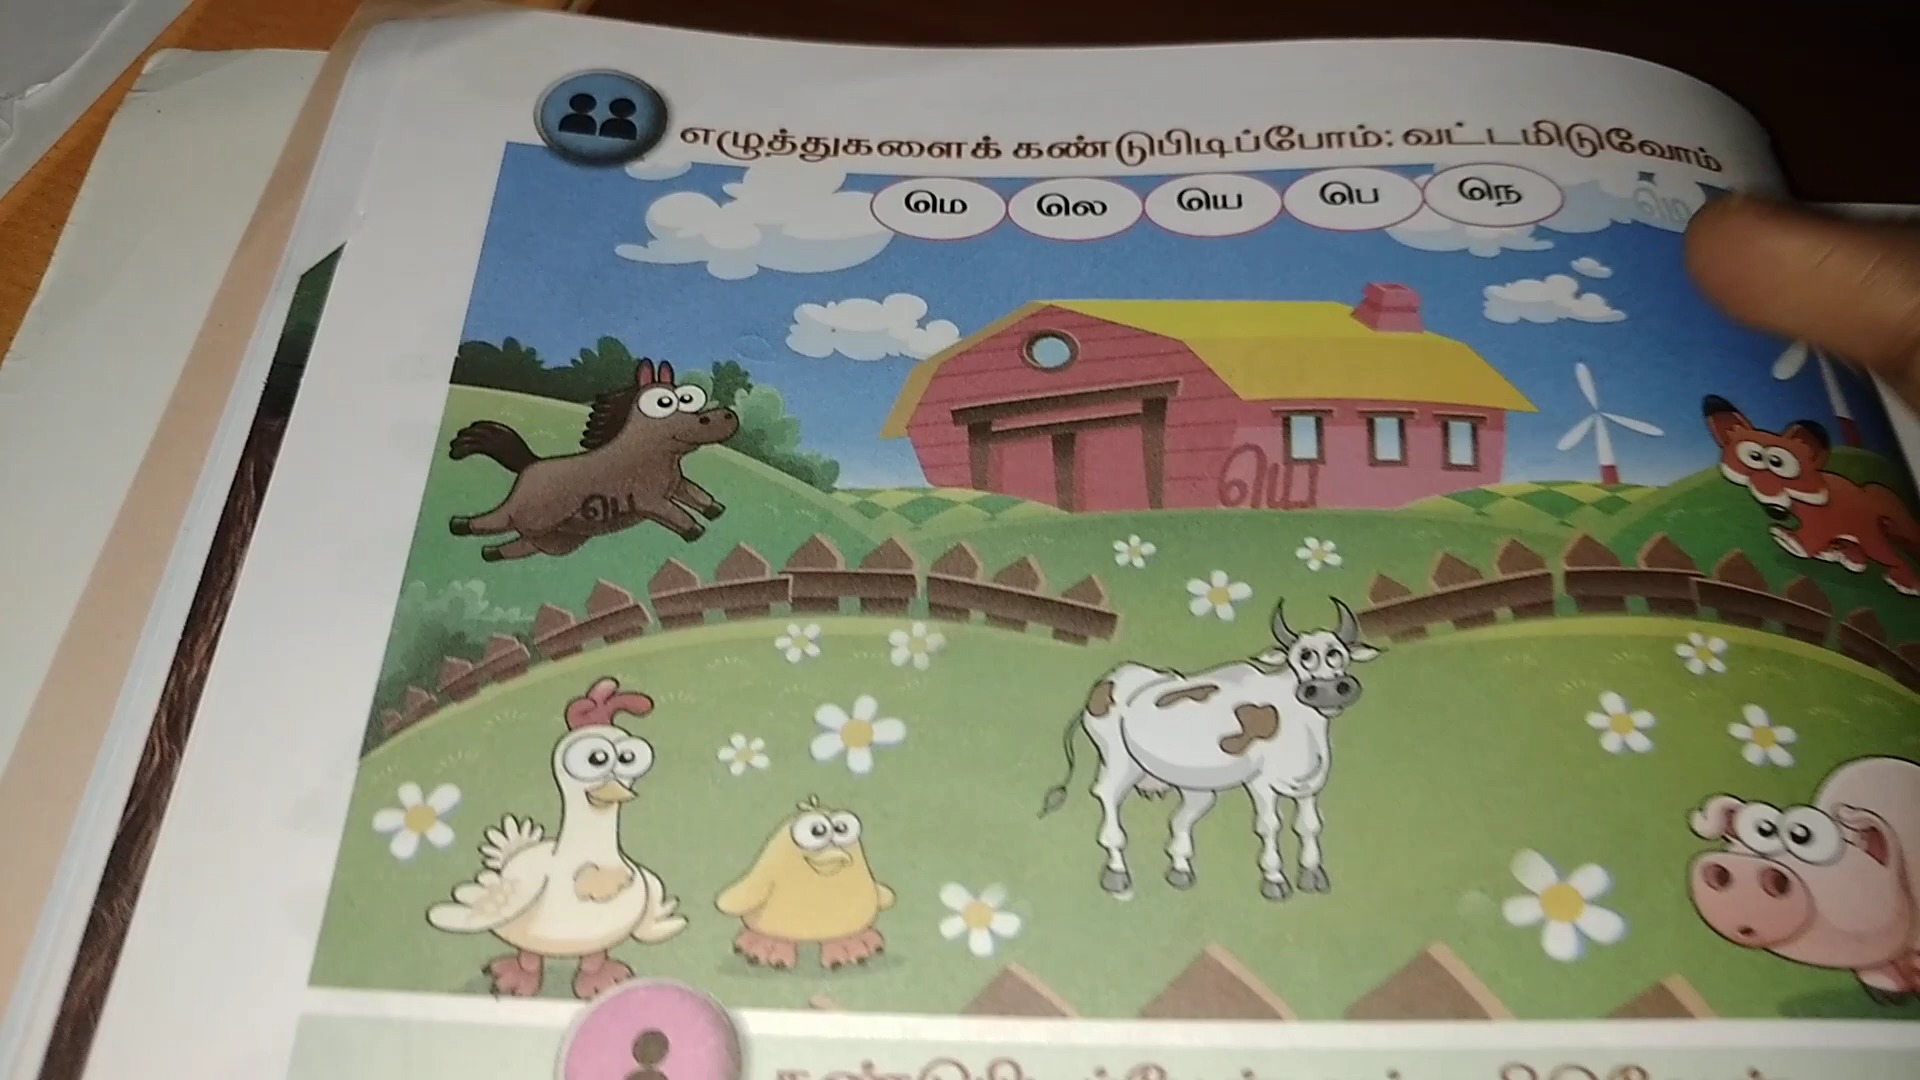 எழுத்துகளைக் கண்டுபிடிப்போம்; வட்டமிடுவோம்
மெ லெ யெ பெ நெ
மெ
யெ
பெ